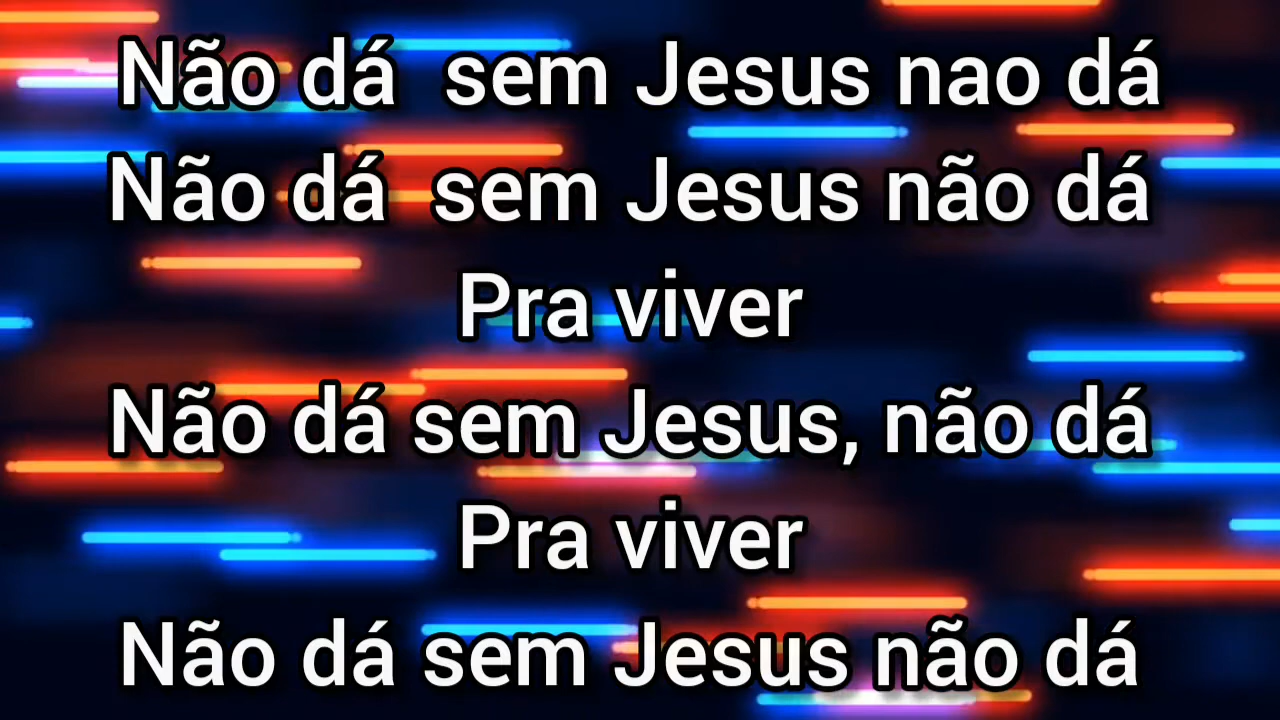 Não dá  sem Jesus nao dá
Não dá  sem Jesus não dá
Pra viver
Não dá sem Jesus, não dá
Pra viver
Não dá sem Jesus não dá